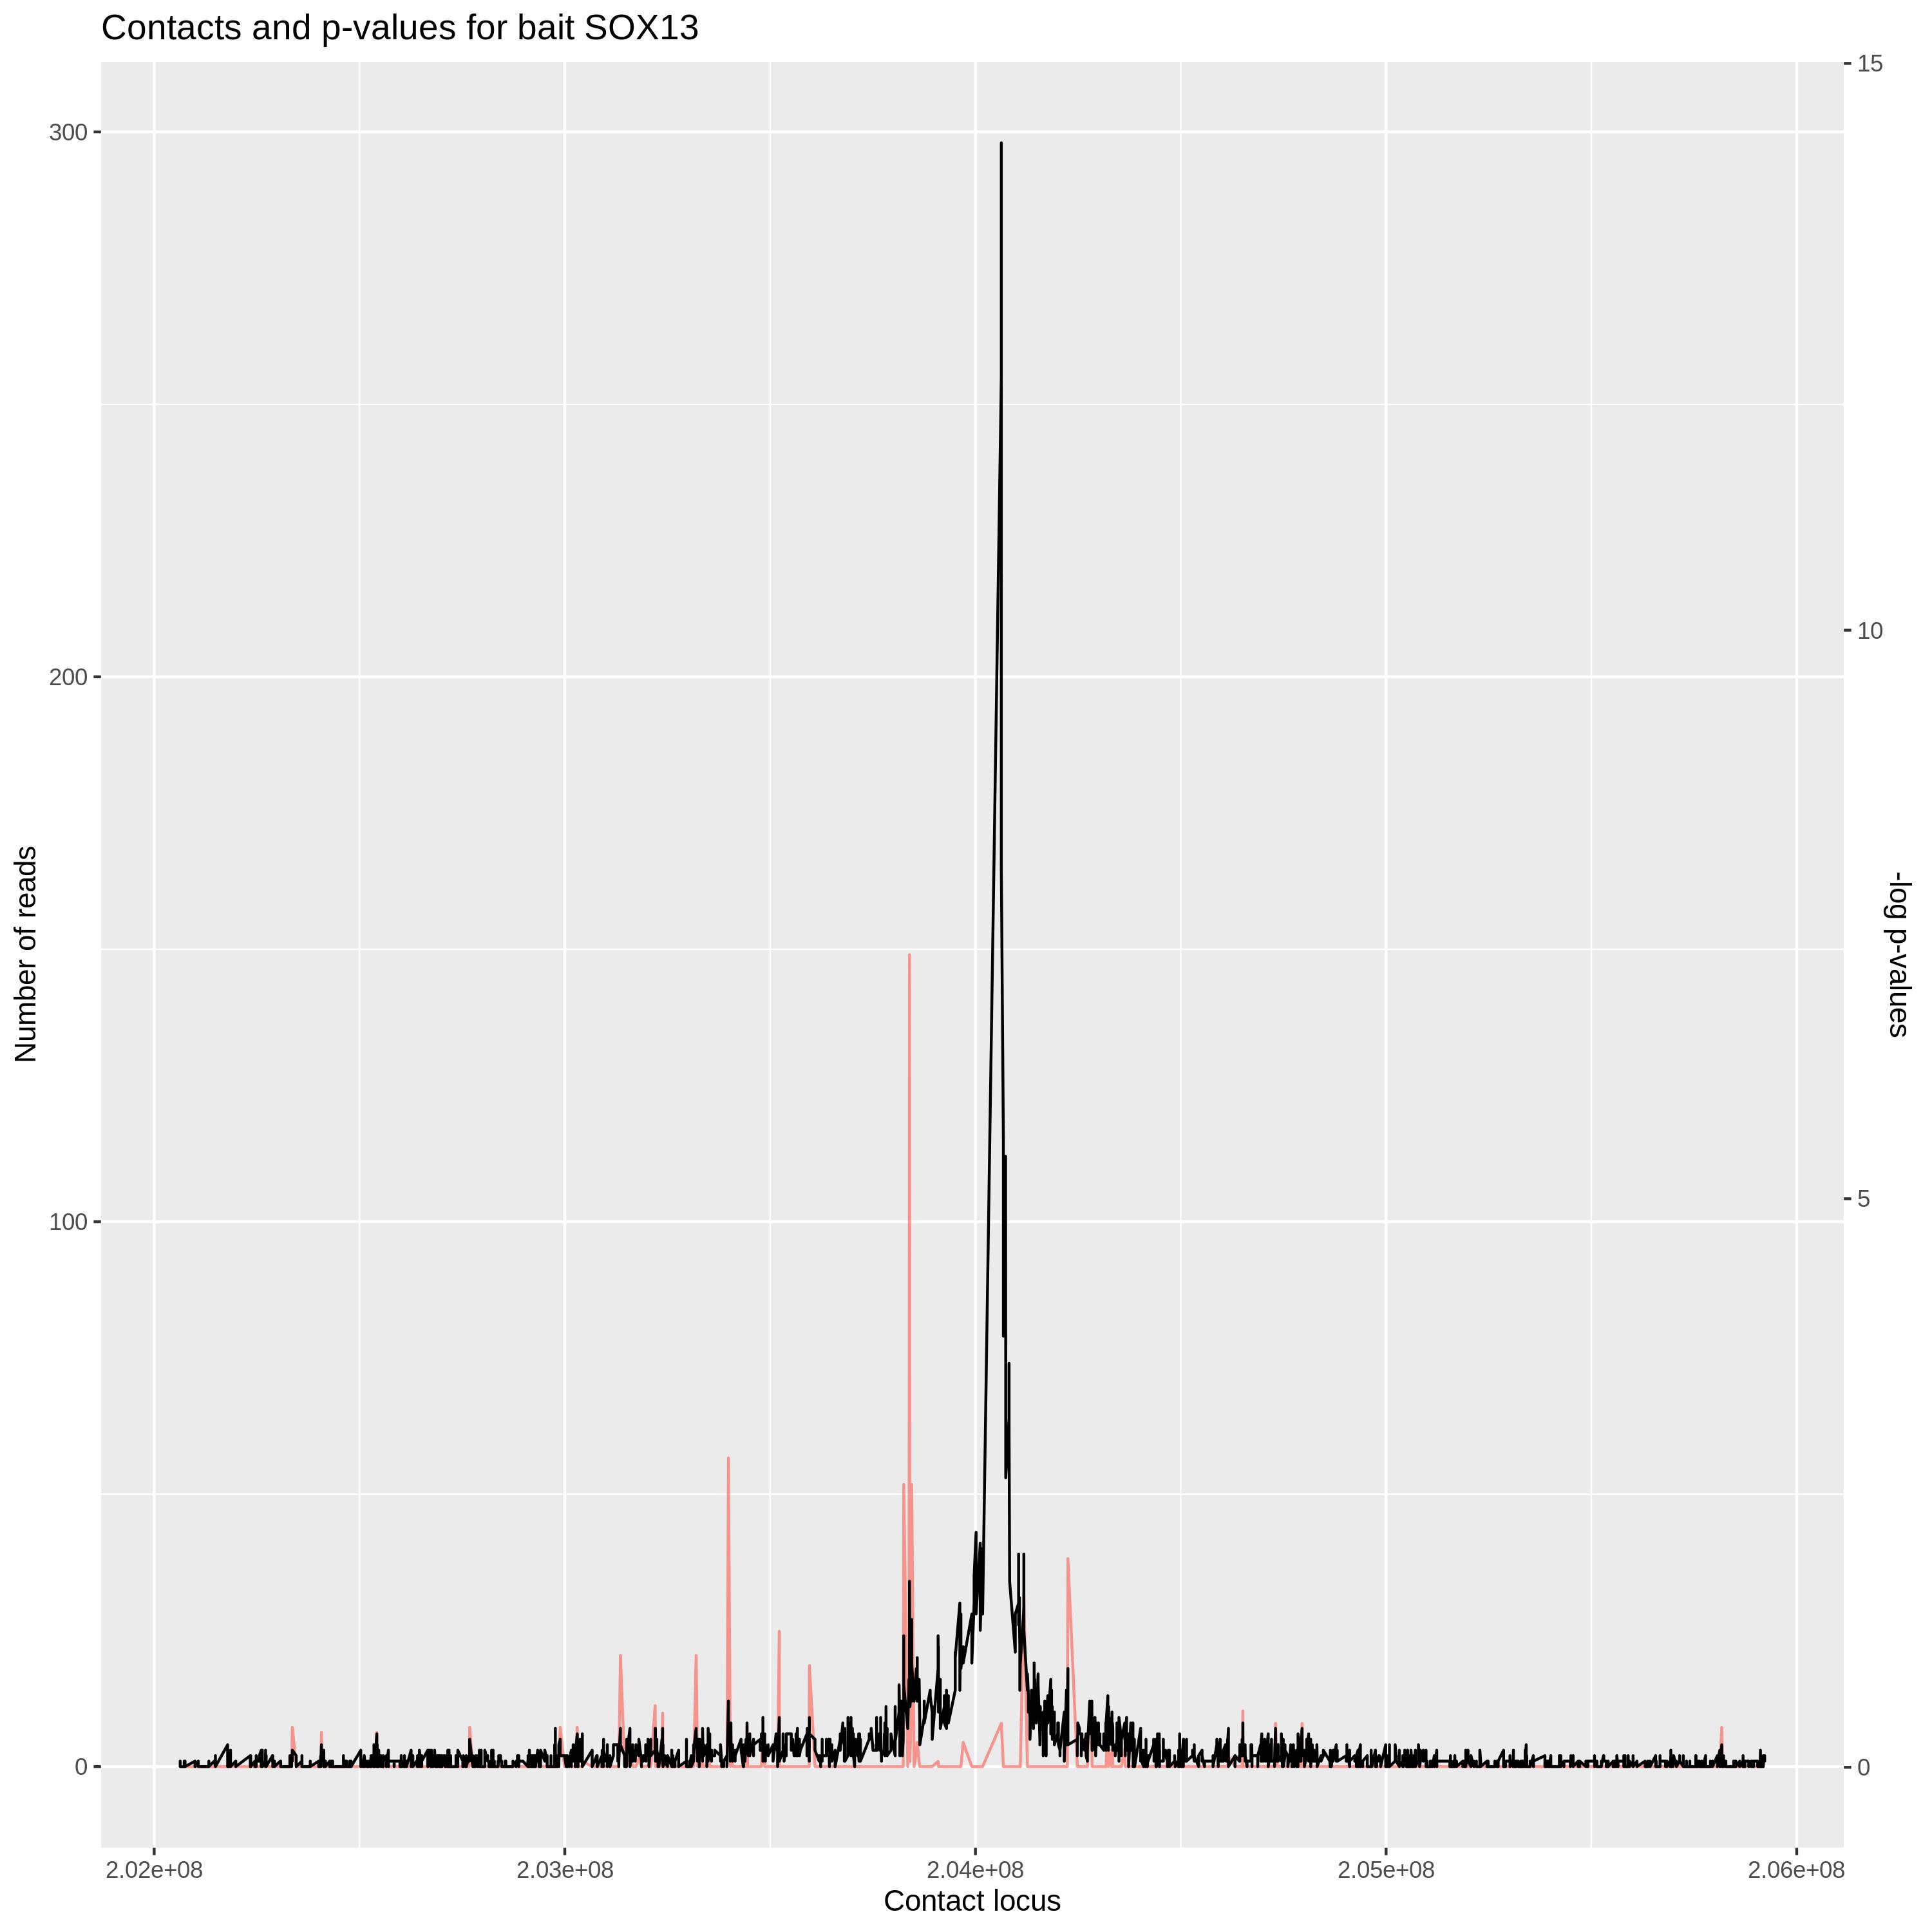 Contacts and p-values for bait SOX13
Number of reads
300
200
100
0
15
10
5
0
-log p-values
2.02e+08 2.03e+08 2.04e+08 2.05e+08 2.06e+08
Contact locus